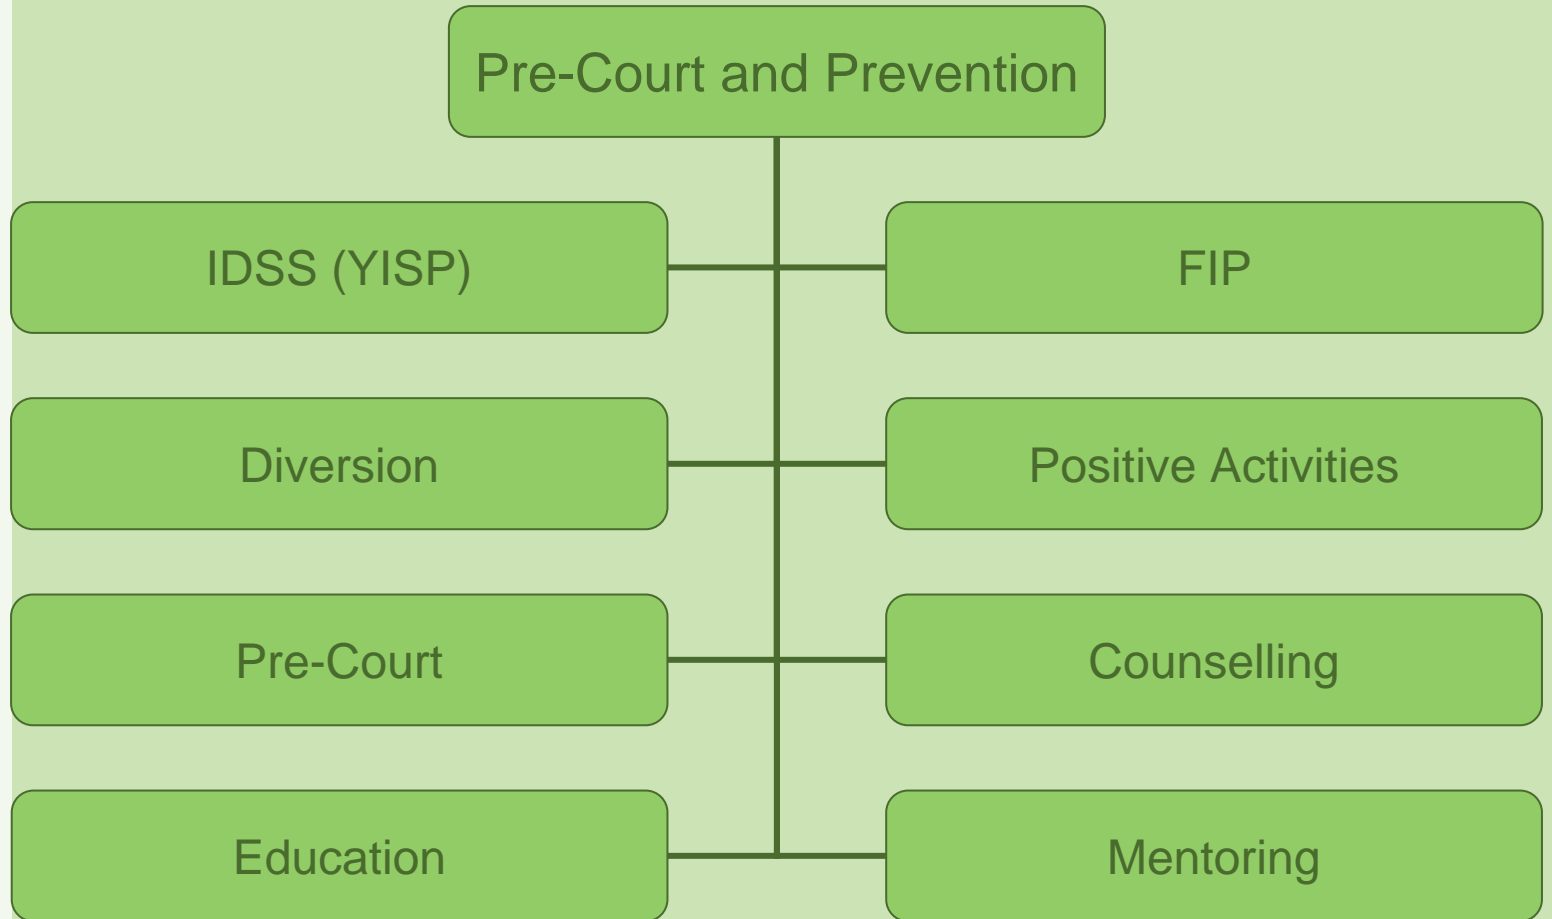 Pre-Court and Prevention
IDSS (YISP)
FIP
Diversion
Positive Activities
Pre-Court
Counselling
Education
Mentoring